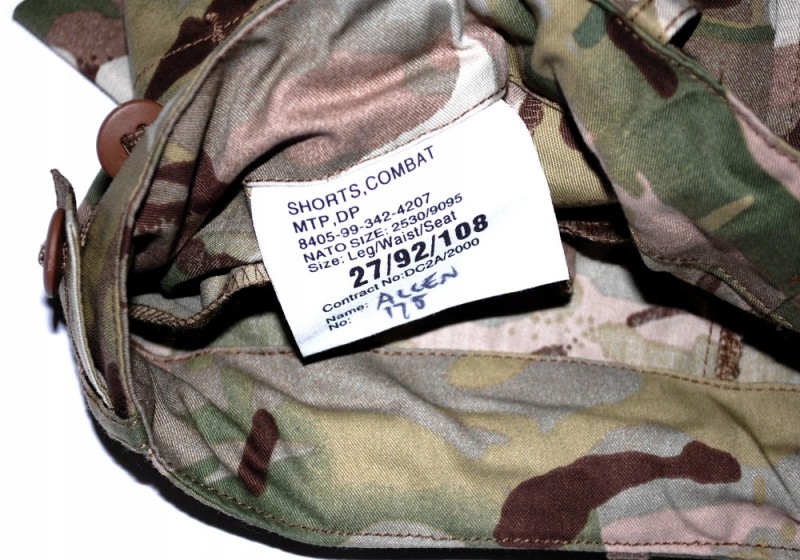 SHORTS,COMBAT
MTP,DP
8405-99-342-4207
NATO SIZE: 2530/9095
Size: Leg/Waist/Seat
27/92/108
Contract No:DC2A/2000
Name: ALLEN
No: 178